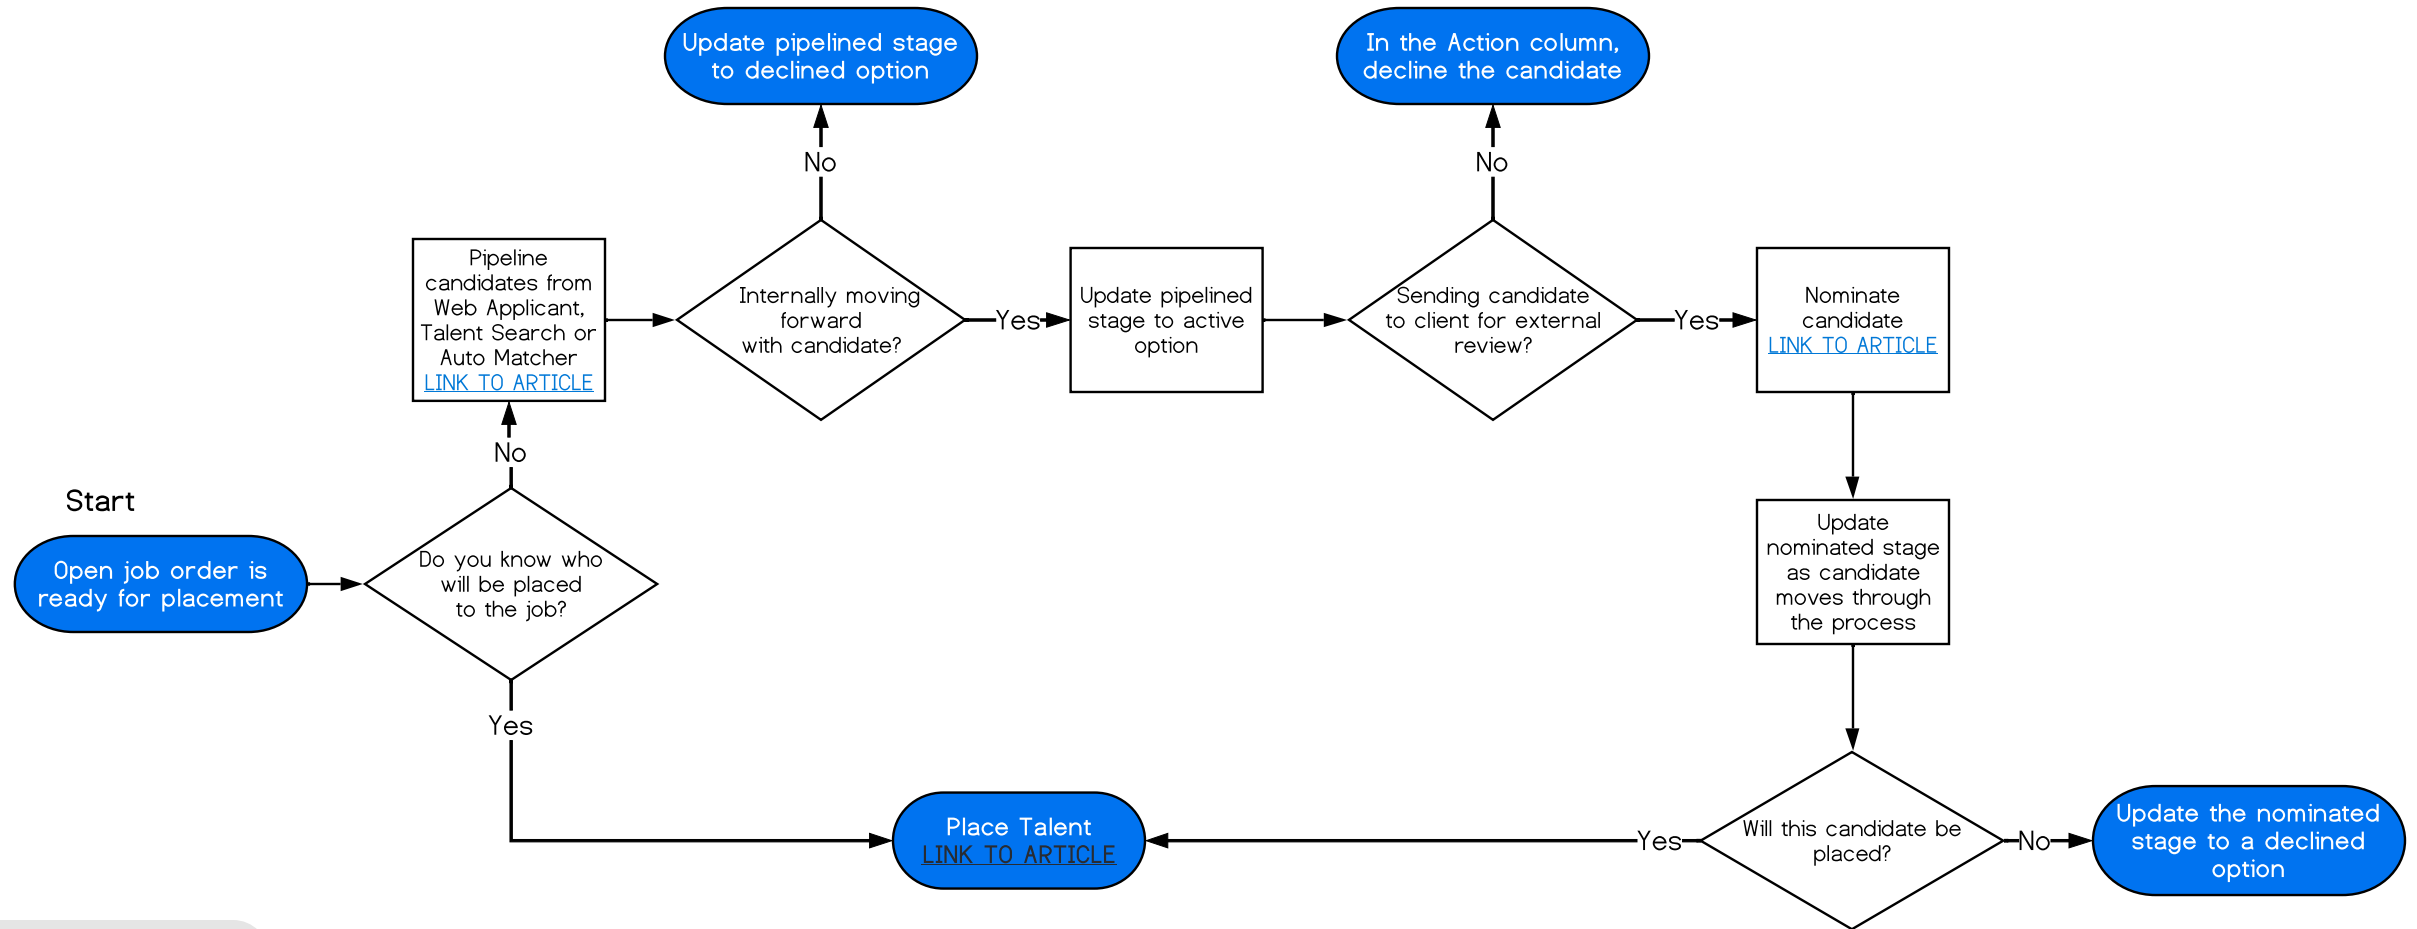 Update pipelined stage
to declined option
In the Action column,
decline the candidate
No
No
Pipeline
candidates from
Web Applicant,
Talent Search or
Auto Matcher
LINK TO ARTICLE
Internally moving
forward
with candidate?
Yes
Update pipelined
stage to active
option
Sending candidate
to client for external
review?
Yes
Nominate
candidate
LINK TO ARTICLE
No
Start
Open job order is
ready for placement
Do you know who
will be placed
to the job?
Update
nominated stage
as candidate
moves through
the process
Yes
Place Talent
LINK TO ARTICLE
Yes
Will this candidate be
placed?
No
Update the nominated
stage to a declined
option